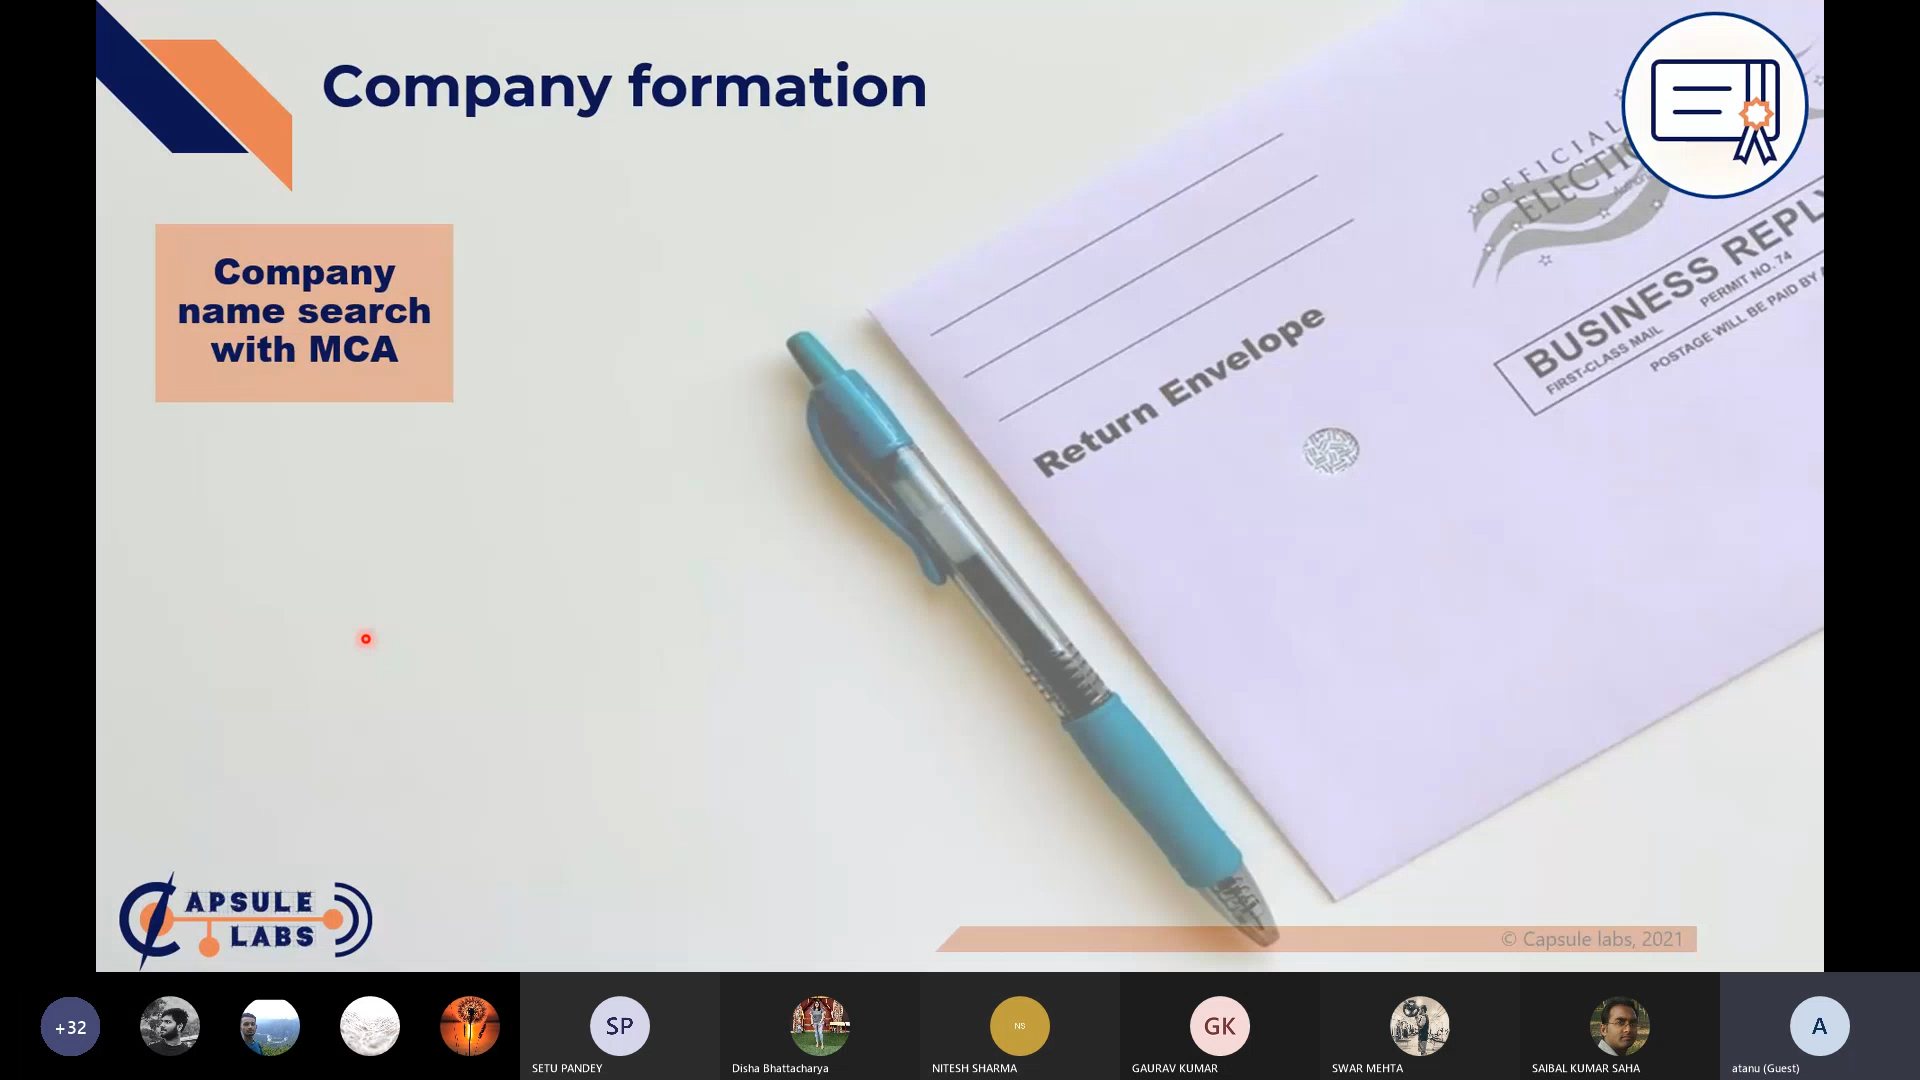 Company formation
Company
name search
with MCA
OFFICIAL
BUSINESS REPLY
PERMIT NO. 74
FIRST-CLASS MAIL
POSTAGE WILL BE PAID BY
Return Envelope
APSULE
LABS
© Capsule labs, 2021
+32
SP
NS
GK
A
SETU PANDEY
Disha Bhattacharya
NITESH SHARMA
GAURAV KUMAR
SWAR MEHTA
SAIBAL KUMAR SAHA
atanu (Guest)